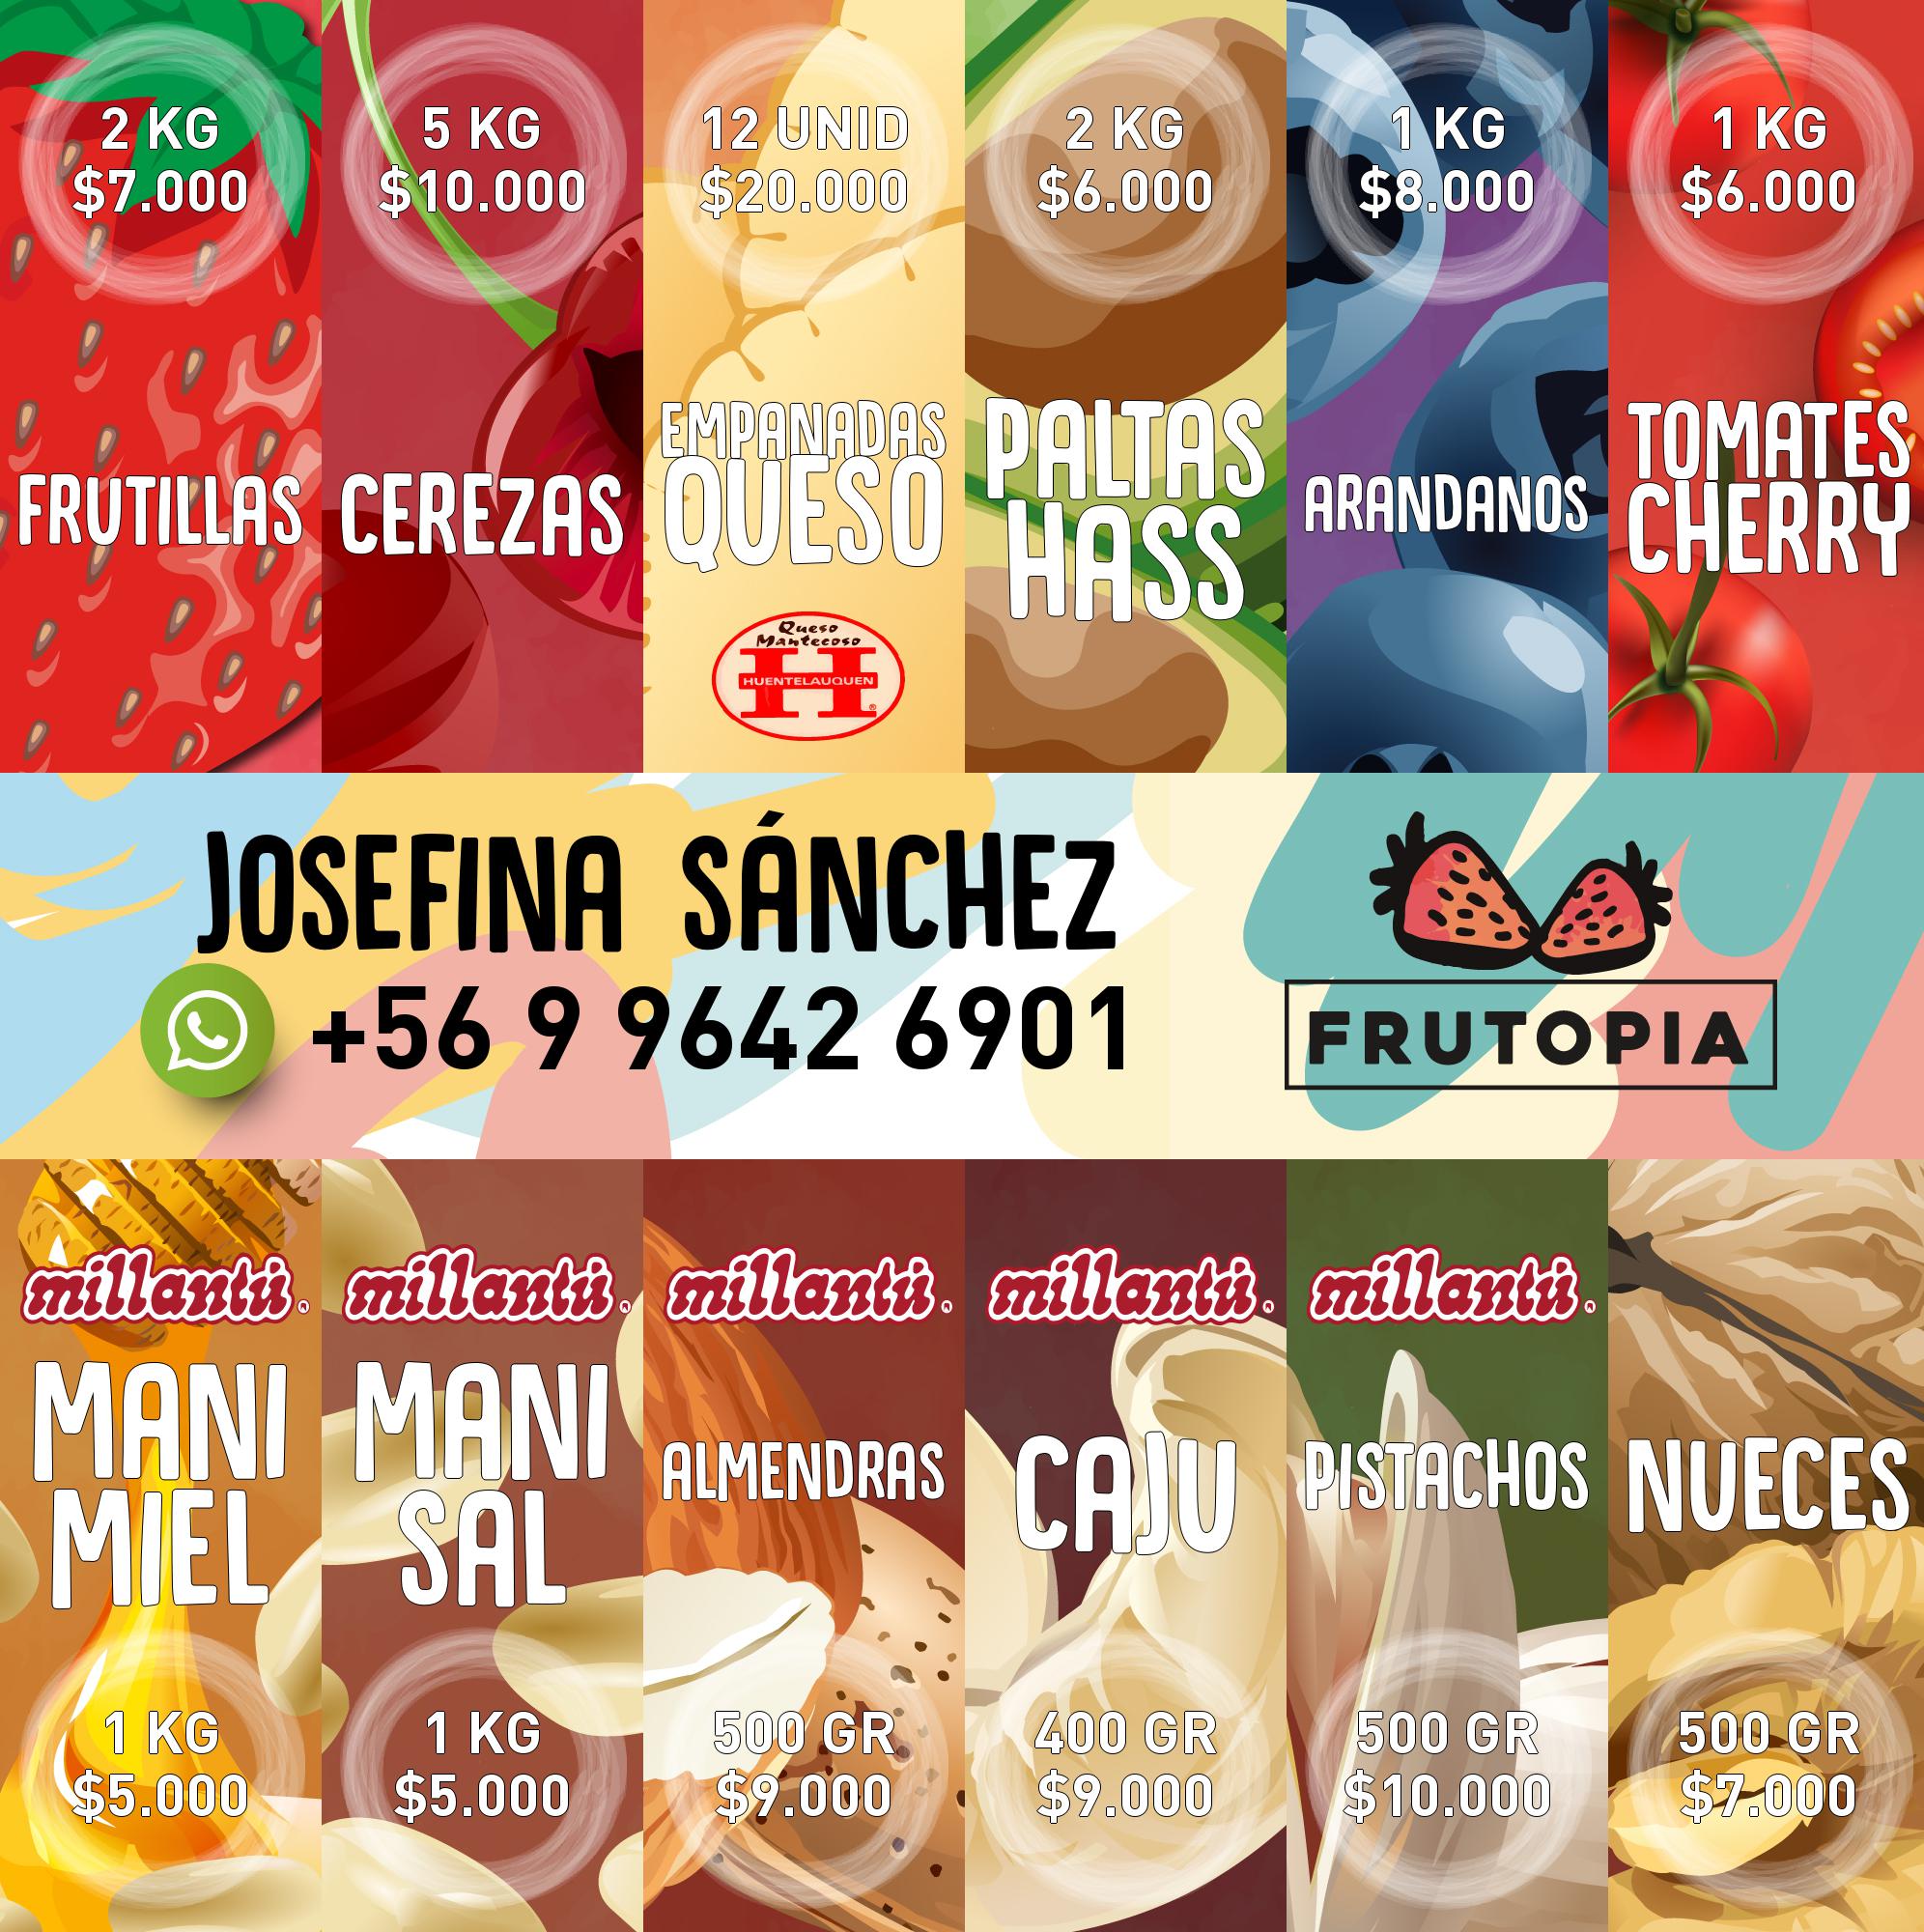 2 KG
$7.000
FRUTILLAS
5 KG
$10.000
CEREZAS
12 UNID
$20.000
EMPANADAS
QUESO
Queso
Mantecoso
H
HUENTELAUQUEN
®
2 KG
$6.000
PALTAS
HASS
1 KG
$8.000
ARANDANOS
1 KG
$6.000
TOMATES
CHERRY
JOSEFINA SÁNCHEZ
+56 9 9642 6901
FRUTOPIA
millantú®
MANI
MIEL
1 KG
$5.000
millantú®
MANI
SAL
1 KG
$5.000
millantú®
ALMENDRAS
500 GR
$9.000
millantú®
CAJU
400 GR
$9.000
millantú®
PISTACHOS
500 GR
$10.000
NUECES
500 GR
$7.000